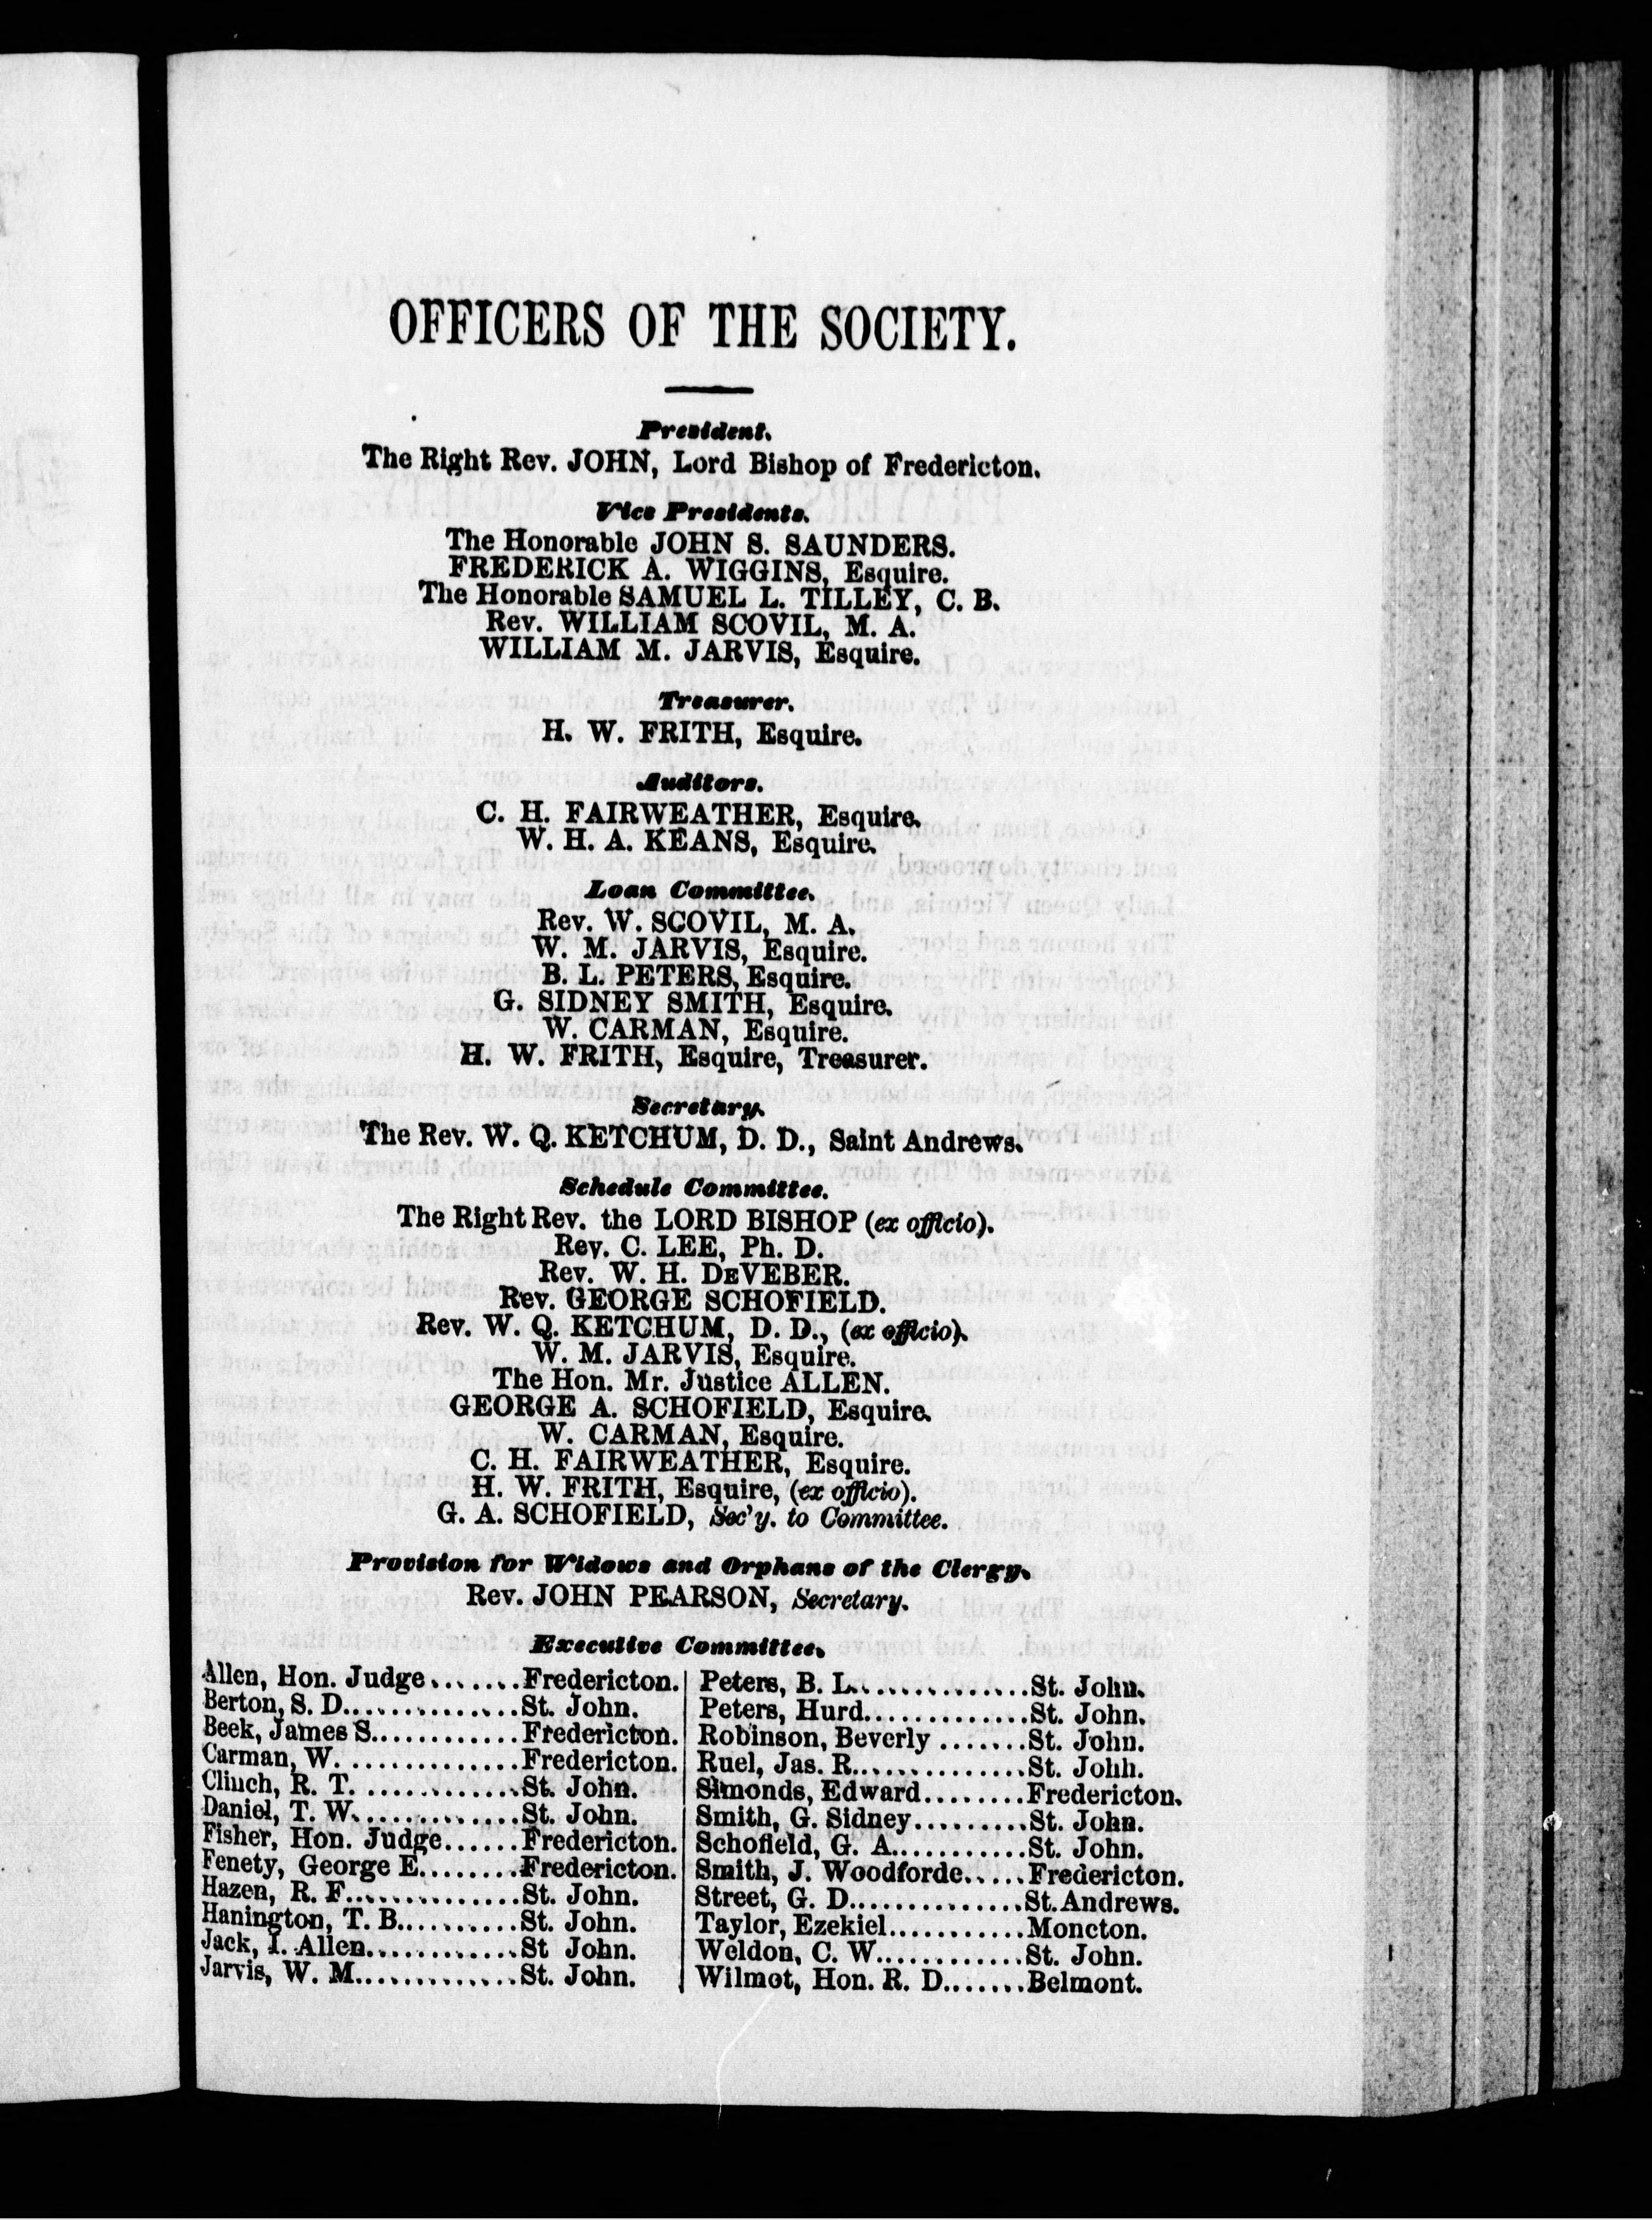 OFFICERS OF THE SOCIETY.
President.
The Right Rev. JOHN, Lord Bishop of Fredericton.
Vice Presidents.
The Honorable JOHN S. SAUNDERS.
FREDERICK A. WIGGINS, Esquire.
The Honorable SAMUEL L. TILLEY, C. B.
Rev. WILLIAM SCOVIL, M. A.
WILLIAM M. JARVIS, Esquire.
Treasurer.
H. W. FRITH, Esquire.
Auditors.
C. H. FAIRWEATHER, Esquire.
W. H. A. KEANS, Esquire.
Loan Committee.
Rev. W. SCOVIL, M. A.
W. M. JARVIS, Esquire.
B. L. PETERS, Esquire.
G. SIDNEY SMITH, Esquire.
W. CARMAN, Esquire.
H. W. FRITH, Esquire, Treasurer.
Secretary.
The Rev. W. Q. KETCHUM, D. D., Saint Andrews.
Schedule Committee.
The Right Rev. the LORD BISHOP (ex officio).
Rev. C. LEE, Ph. D.
Rev. W. H. DEVEBER.
Rev. GEORGE SCHOFIELD.
Rev. W. Q. KETCHUM, D. D., (ex officio).
W. M. JARVIS, Esquire.
The Hon. Mr. Justice ALLEN.
GEORGE A. SCHOFIELD, Esquire.
W. CARMAN, Esquire.
C. H. FAIRWEATHER, Esquire.
H. W. FRITH, Esquire, (ex officio).
G. A. SCHOFIELD, Sec'y. to Committee.
Provision for Widows and Orphans of the Clergy.
Rev. JOHN PEARSON, Secretary.
Executive Committee.
Allen, Hon. Judge.......Fredericton.
Berton, S. D..............St. John.
Beek, James S............Fredericton.
Carman, W. .............Fredericton.
Clinch, R. T. ............St. John.
Daniel, T. W.............St. John.
Fisher, Hon. Judge......Fredericton.
Fenety, George E........Fredericton.
Hazen, R. F..............St. John.
Hanington, T. B..........St. John.
Jack, I. Allen............St John.
Jarvis, W. M.............St. John.
Peters, B. L..............St. John.
Peters, Hurd.............St. John.
Robinson, Beverly .......St. John.
Ruel, Jas. R..............St. Johh.
Simonds, Edward........Fredericton.
Smith, G. Sidney.........St. John.
Schofield, G. A...........St. John.
Smith, J. Woodforde.....Fredericton.
Street, G. D..............St. Andrews.
Taylor, Ezekiel...........Moncton.
Weldon, C. W............St. John.
Wilmot, Hon. R. D.......Belmont.